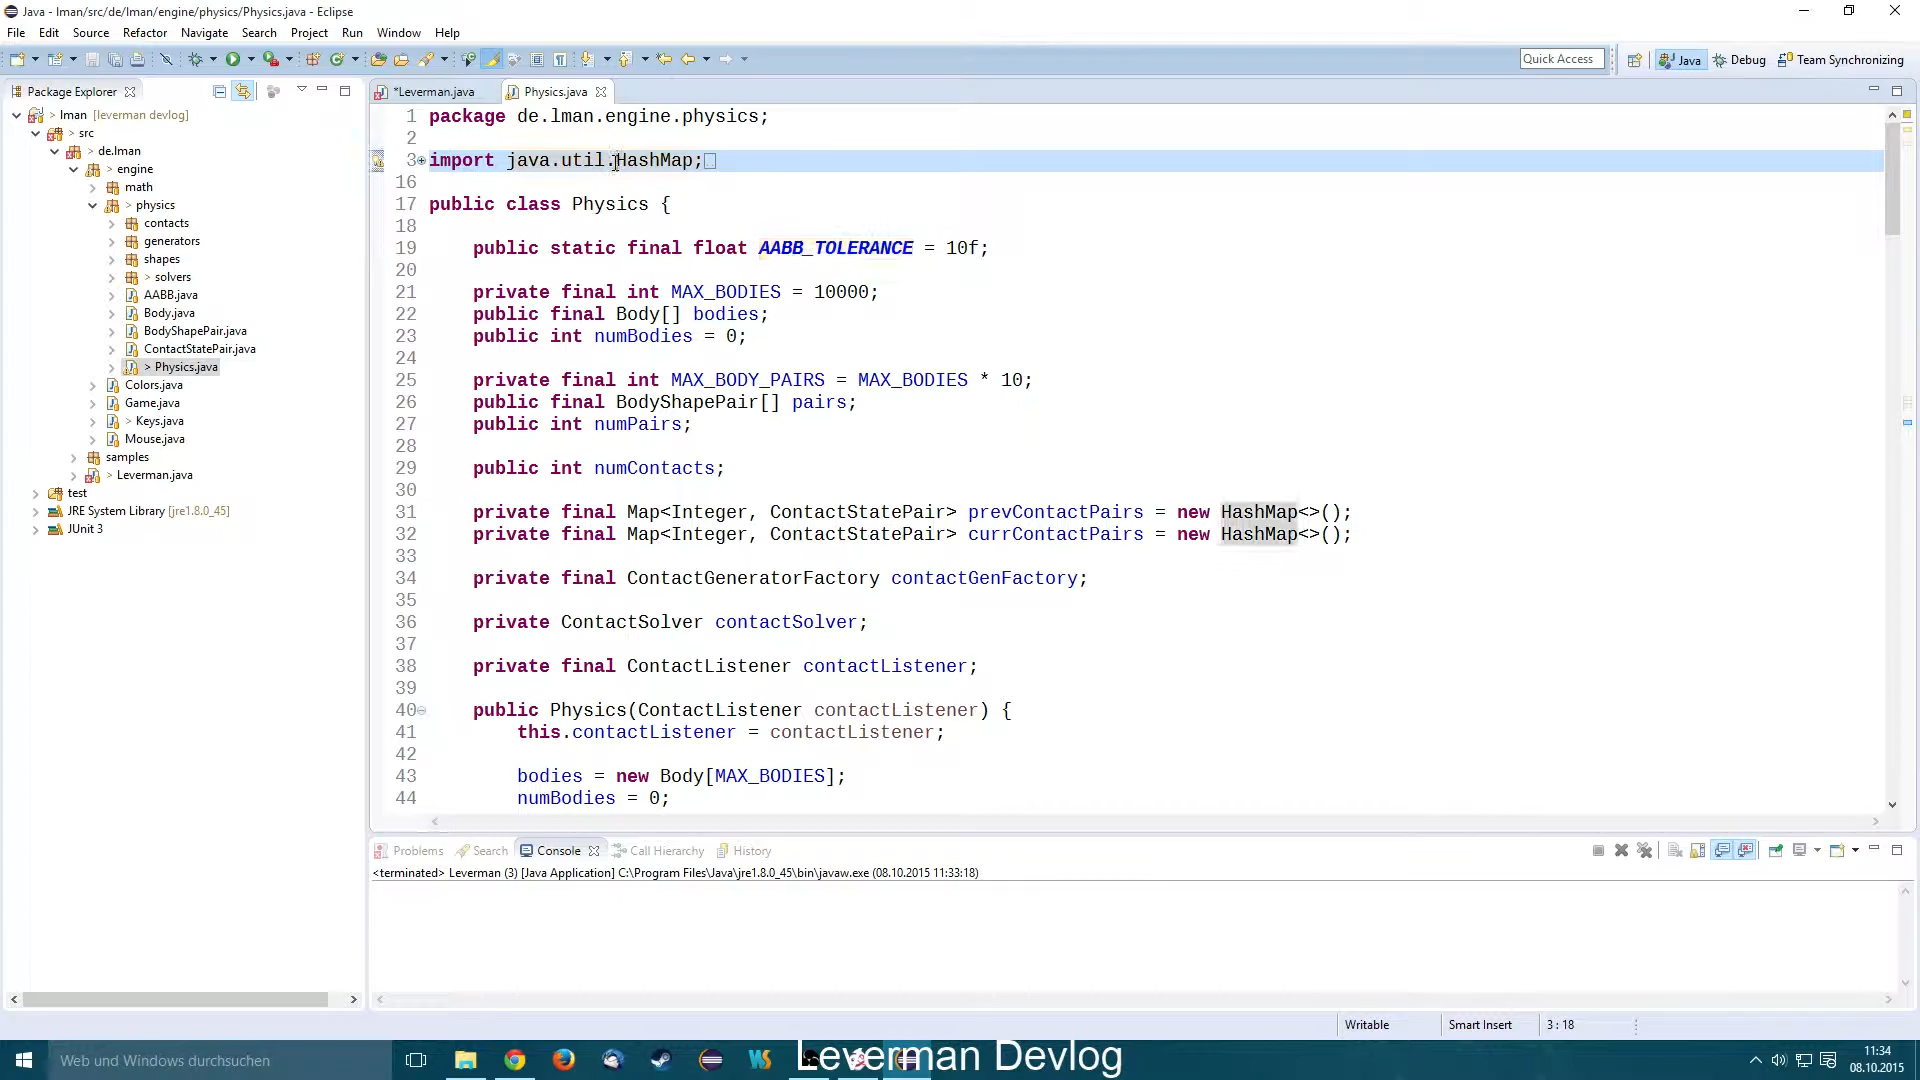 Java - lman/src/de/lman/engine/physics/Physics.java - Eclipse
File Edit Source Refactor Navigate Search Project Run Window Help
Quick Access Java Debug Team Synchronizing
Package Explorer
*Leverman.java Physics.java
> lman [leverman devlog]
> src
> de.lman
> engine
math
> physics
contacts
generators
shapes
> solvers
AABB.java
Body.java
BodyShapePair.java
ContactStatePair.java
> Physics.java
Colors.java
Game.java
> Keys.java
Mouse.java
samples
> Leverman.java
test
JRE System Library [jre1.8.0_45]
JUnit 3
1 package de.lman.engine.physics;
2
3 import java.util.HashMap;
16
17 public class Physics {
18
19 public static final float AABB_TOLERANCE = 10f;
20
21 private final int MAX_BODIES = 10000;
22 public final Body[] bodies;
23 public int numBodies = 0;
24
25 private final int MAX_BODY_PAIRS = MAX_BODIES * 10;
26 public final BodyShapePair[] pairs;
27 public int numPairs;
28
29 public int numContacts;
30
31 private final Map<Integer, ContactStatePair> prevContactPairs = new HashMap<>();
32 private final Map<Integer, ContactStatePair> currContactPairs = new HashMap<>();
33
34 private final ContactGeneratorFactory contactGenFactory;
35
36 private ContactSolver contactSolver;
37
38 private final ContactListener contactListener;
39
40 public Physics(ContactListener contactListener) {
41 this.contactListener = contactListener;
42
43 bodies = new Body[MAX_BODIES];
44 numBodies = 0;
Problems Search Console Call Hierarchy History
<terminated> Leverman (3) [Java Application] C:\Program Files\Java\jre1.8.0_45\bin\javaw.exe (08.10.2015 11:33:18)
Writable Smart Insert 3 : 18
Web und Windows durchsuchen
Leverman Devlog
11:34
08.10.2015